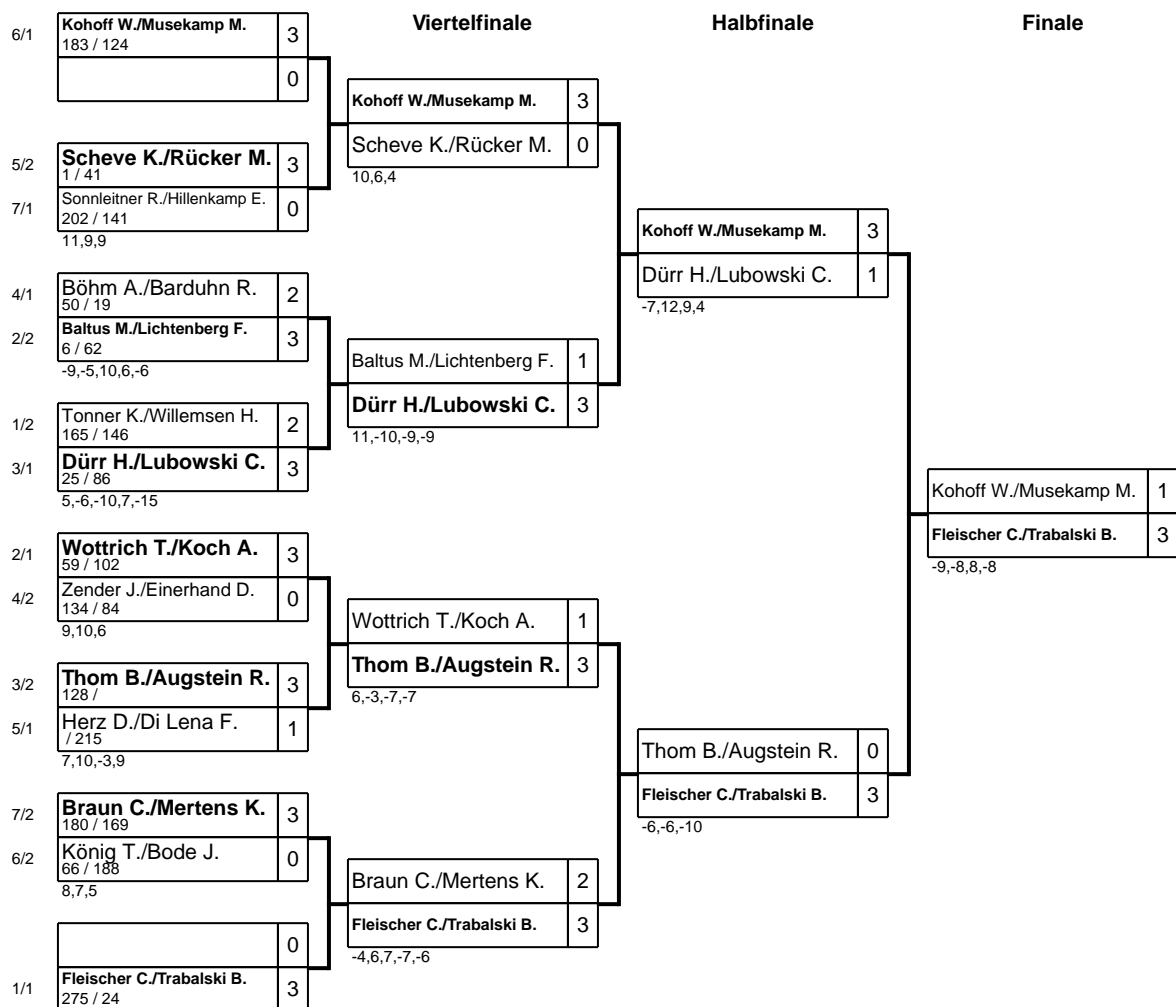 Viertelfinale
Halbfinale
Finale
6/1 Kohoff W./Musekamp M. 3
183 / 124
0
5/2 Scheve K./Rücker M. 3
1 / 41
7/1 Sonnleitner R./Hillenkamp E. 0
202 / 141
11,9,9
4/1 Böhm A./Barduhn R. 2
50 / 19
2/2 Baltus M./Lichtenberg F. 3
6 / 62
-9,-5,10,6,-6
1/2 Tonner K./Willemsen H. 2
165 / 146
3/1 Dürr H./Lubowski C. 3
25 / 86
5,-6,-10,7,-15
2/1 Wottrich T./Koch A. 3
59 / 102
4/2 Zender J./Einerhand D. 0
134 / 84
9,10,6
3/2 Thom B./Augstein R. 3
128 /
5/1 Herz D./Di Lena F. 1
/ 215
7,10,-3,9
7/2 Braun C./Mertens K. 3
180 / 169
6/2 König T./Bode J. 0
66 / 188
8,7,5
0
1/1 Fleischer C./Trabalski B. 3
275 / 24
Kohoff W./Musekamp M. 3
Scheve K./Rücker M. 0
10,6,4
Baltus M./Lichtenberg F. 1
Dürr H./Lubowski C. 3
11,-10,-9,-9
Wottrich T./Koch A. 1
Thom B./Augstein R. 3
6,-3,-7,-7
Braun C./Mertens K. 2
Fleischer C./Trabalski B. 3
-4,6,7,-7,-6
Kohoff W./Musekamp M. 3
Dürr H./Lubowski C. 1
-7,12,9,4
Thom B./Augstein R. 0
Fleischer C./Trabalski B. 3
-6,-6,-10
Kohoff W./Musekamp M. 1
Fleischer C./Trabalski B. 3
-9,-8,8,-8